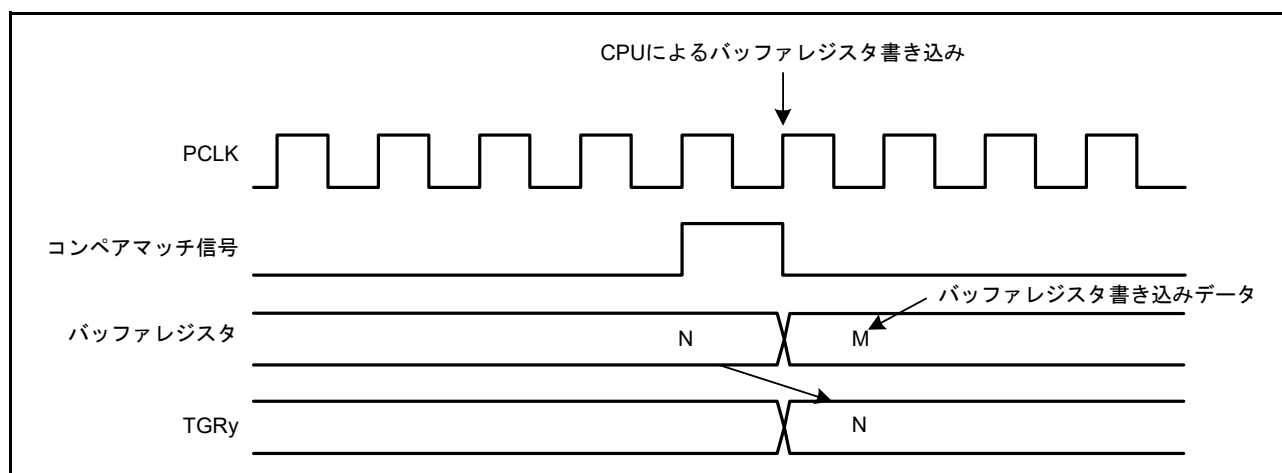 CPUによるバッファレジスタ書き込み
PCLK
コンペアマッチ信号
バッファレジスタ書き込みデータ
バッファレジスタ
N
M
TGRy
N